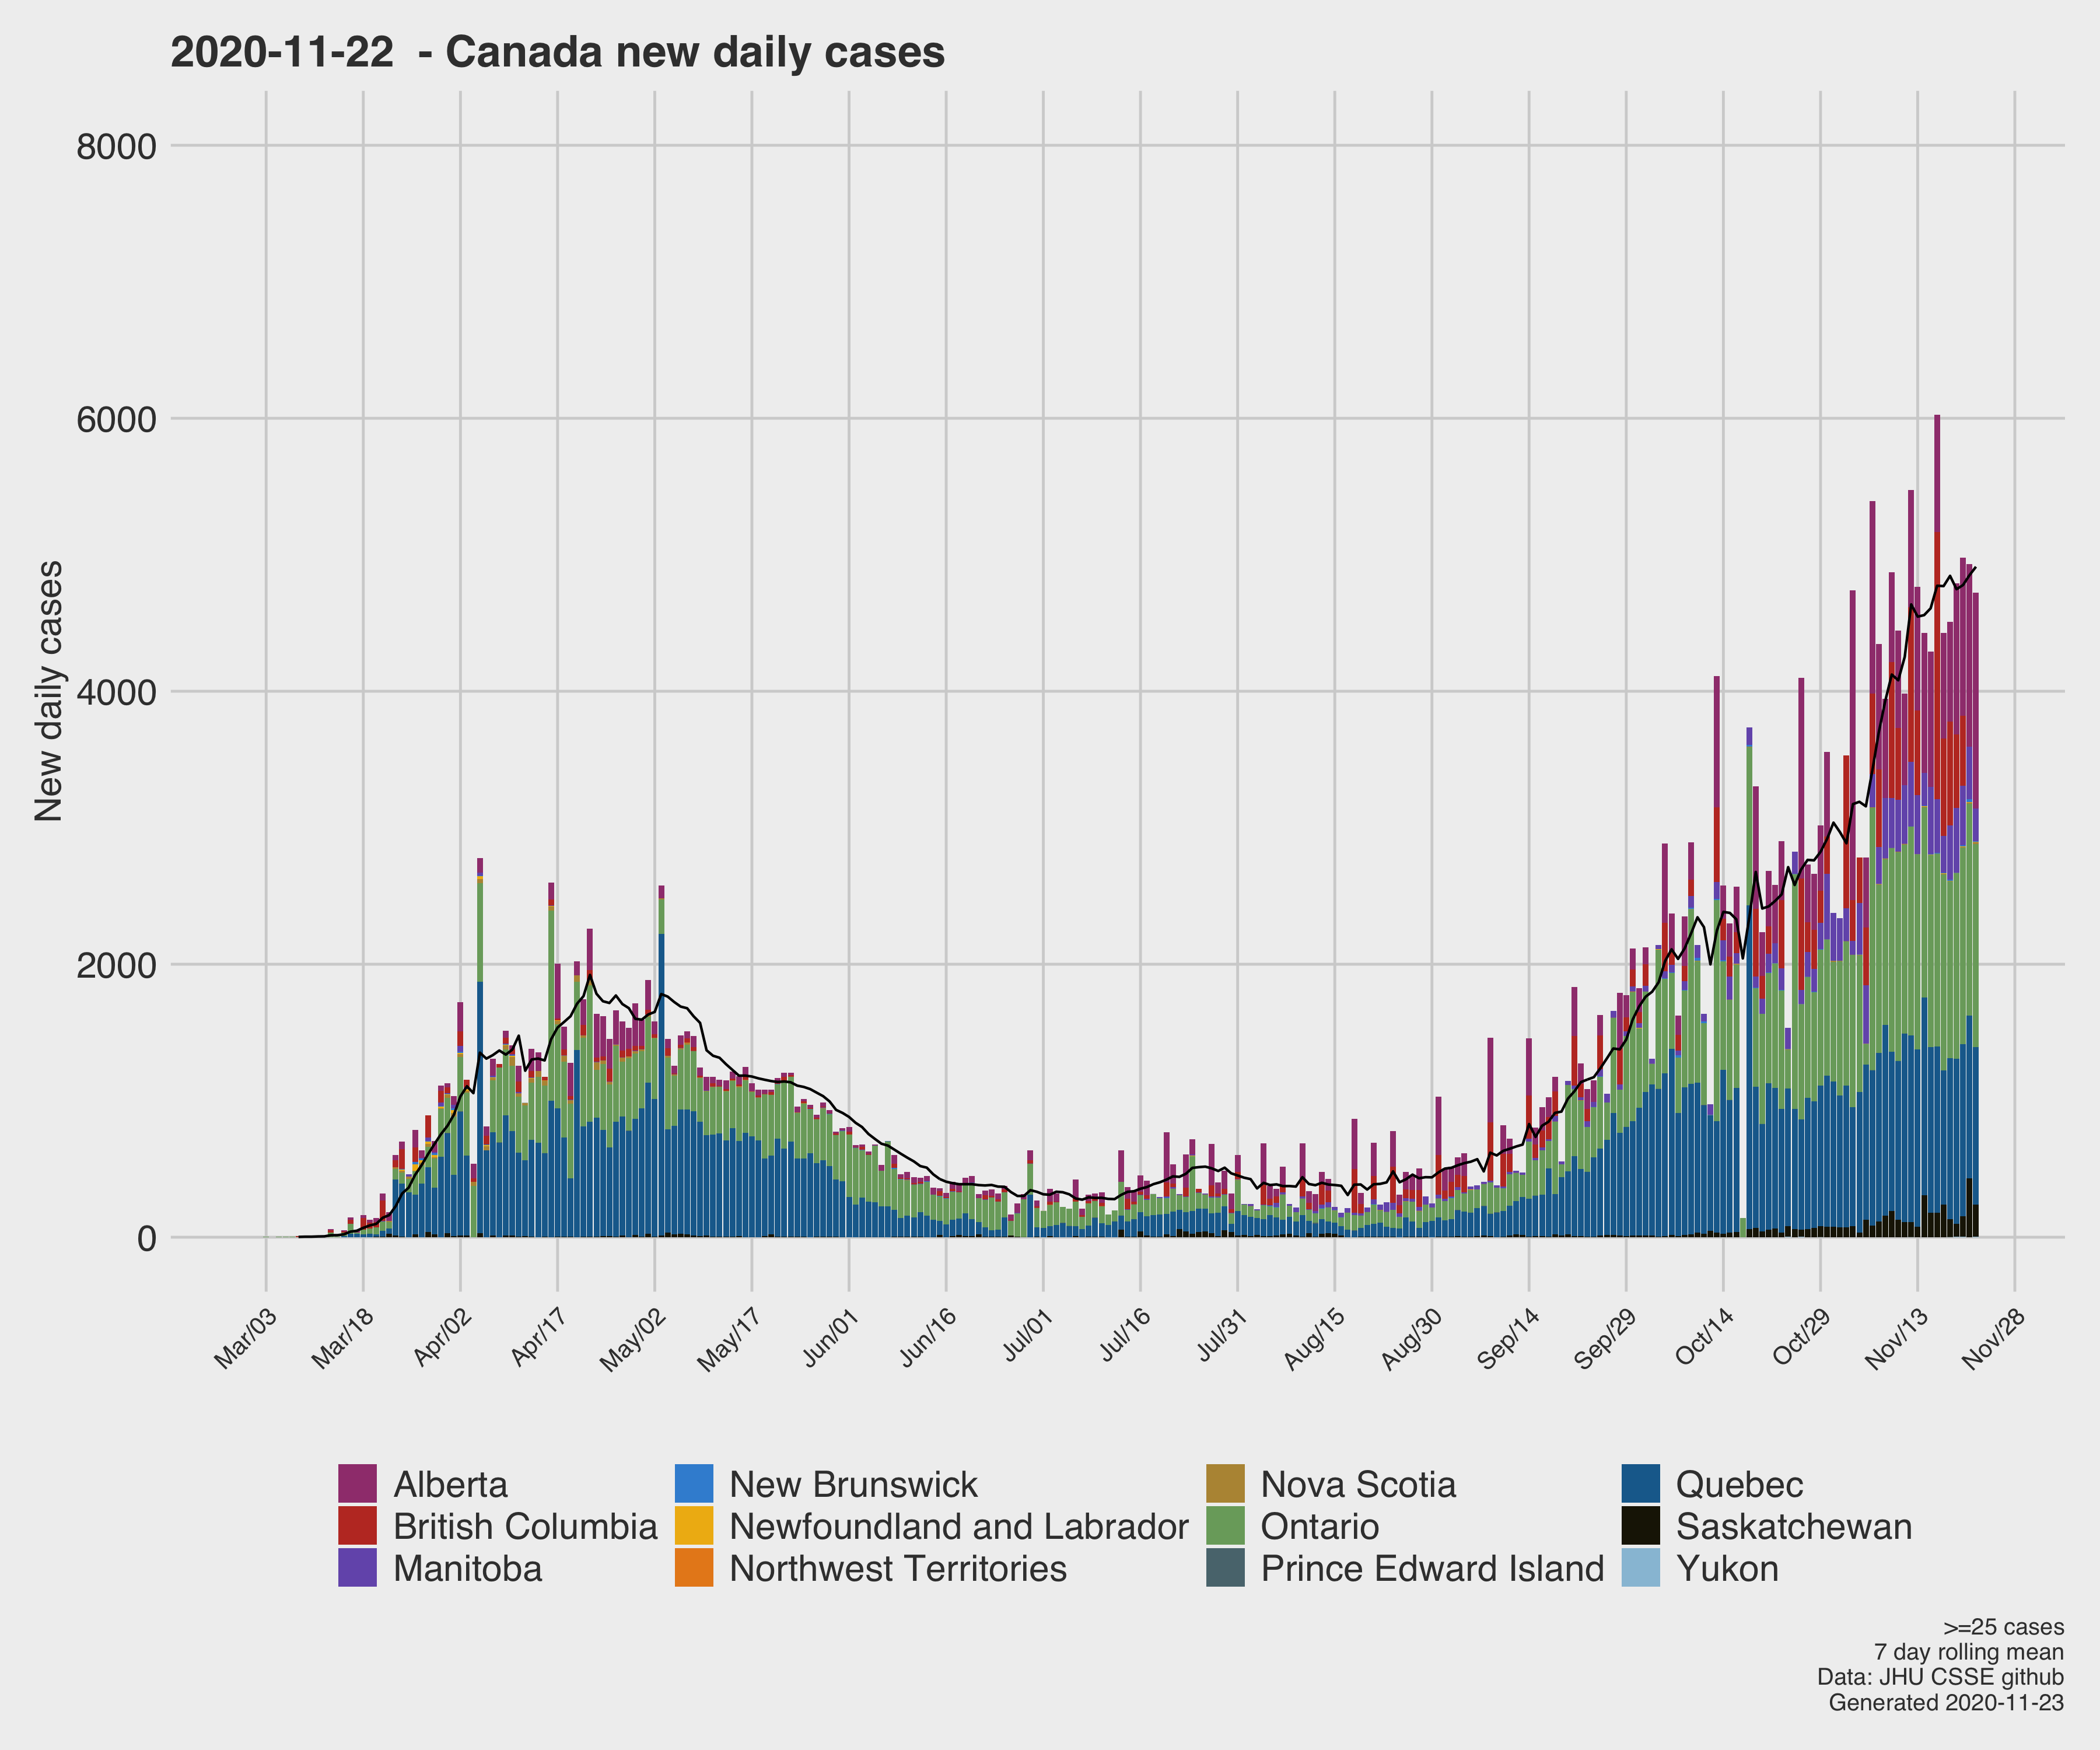 2020-11-22  - Canada new daily cases
New daily cases
8000
6000
4000
2000
0
Mar/03
Mar/18
Apr/02
Apr/17
May/02
May/17
Jun/01
Jun/16
Jul/01
Jul/16
Jul/31
Aug/15
Aug/30
Sep/14
Sep/29
Oct/14
Oct/29
Nov/13
Nov/28
Alberta
British Columbia
Manitoba
New Brunswick
Newfoundland and Labrador
Northwest Territories
Nova Scotia
Ontario
Prince Edward Island
Quebec
Saskatchewan
Yukon
>=25 cases
7 day rolling mean
Data: JHU CSSE github
Generated 2020-11-23